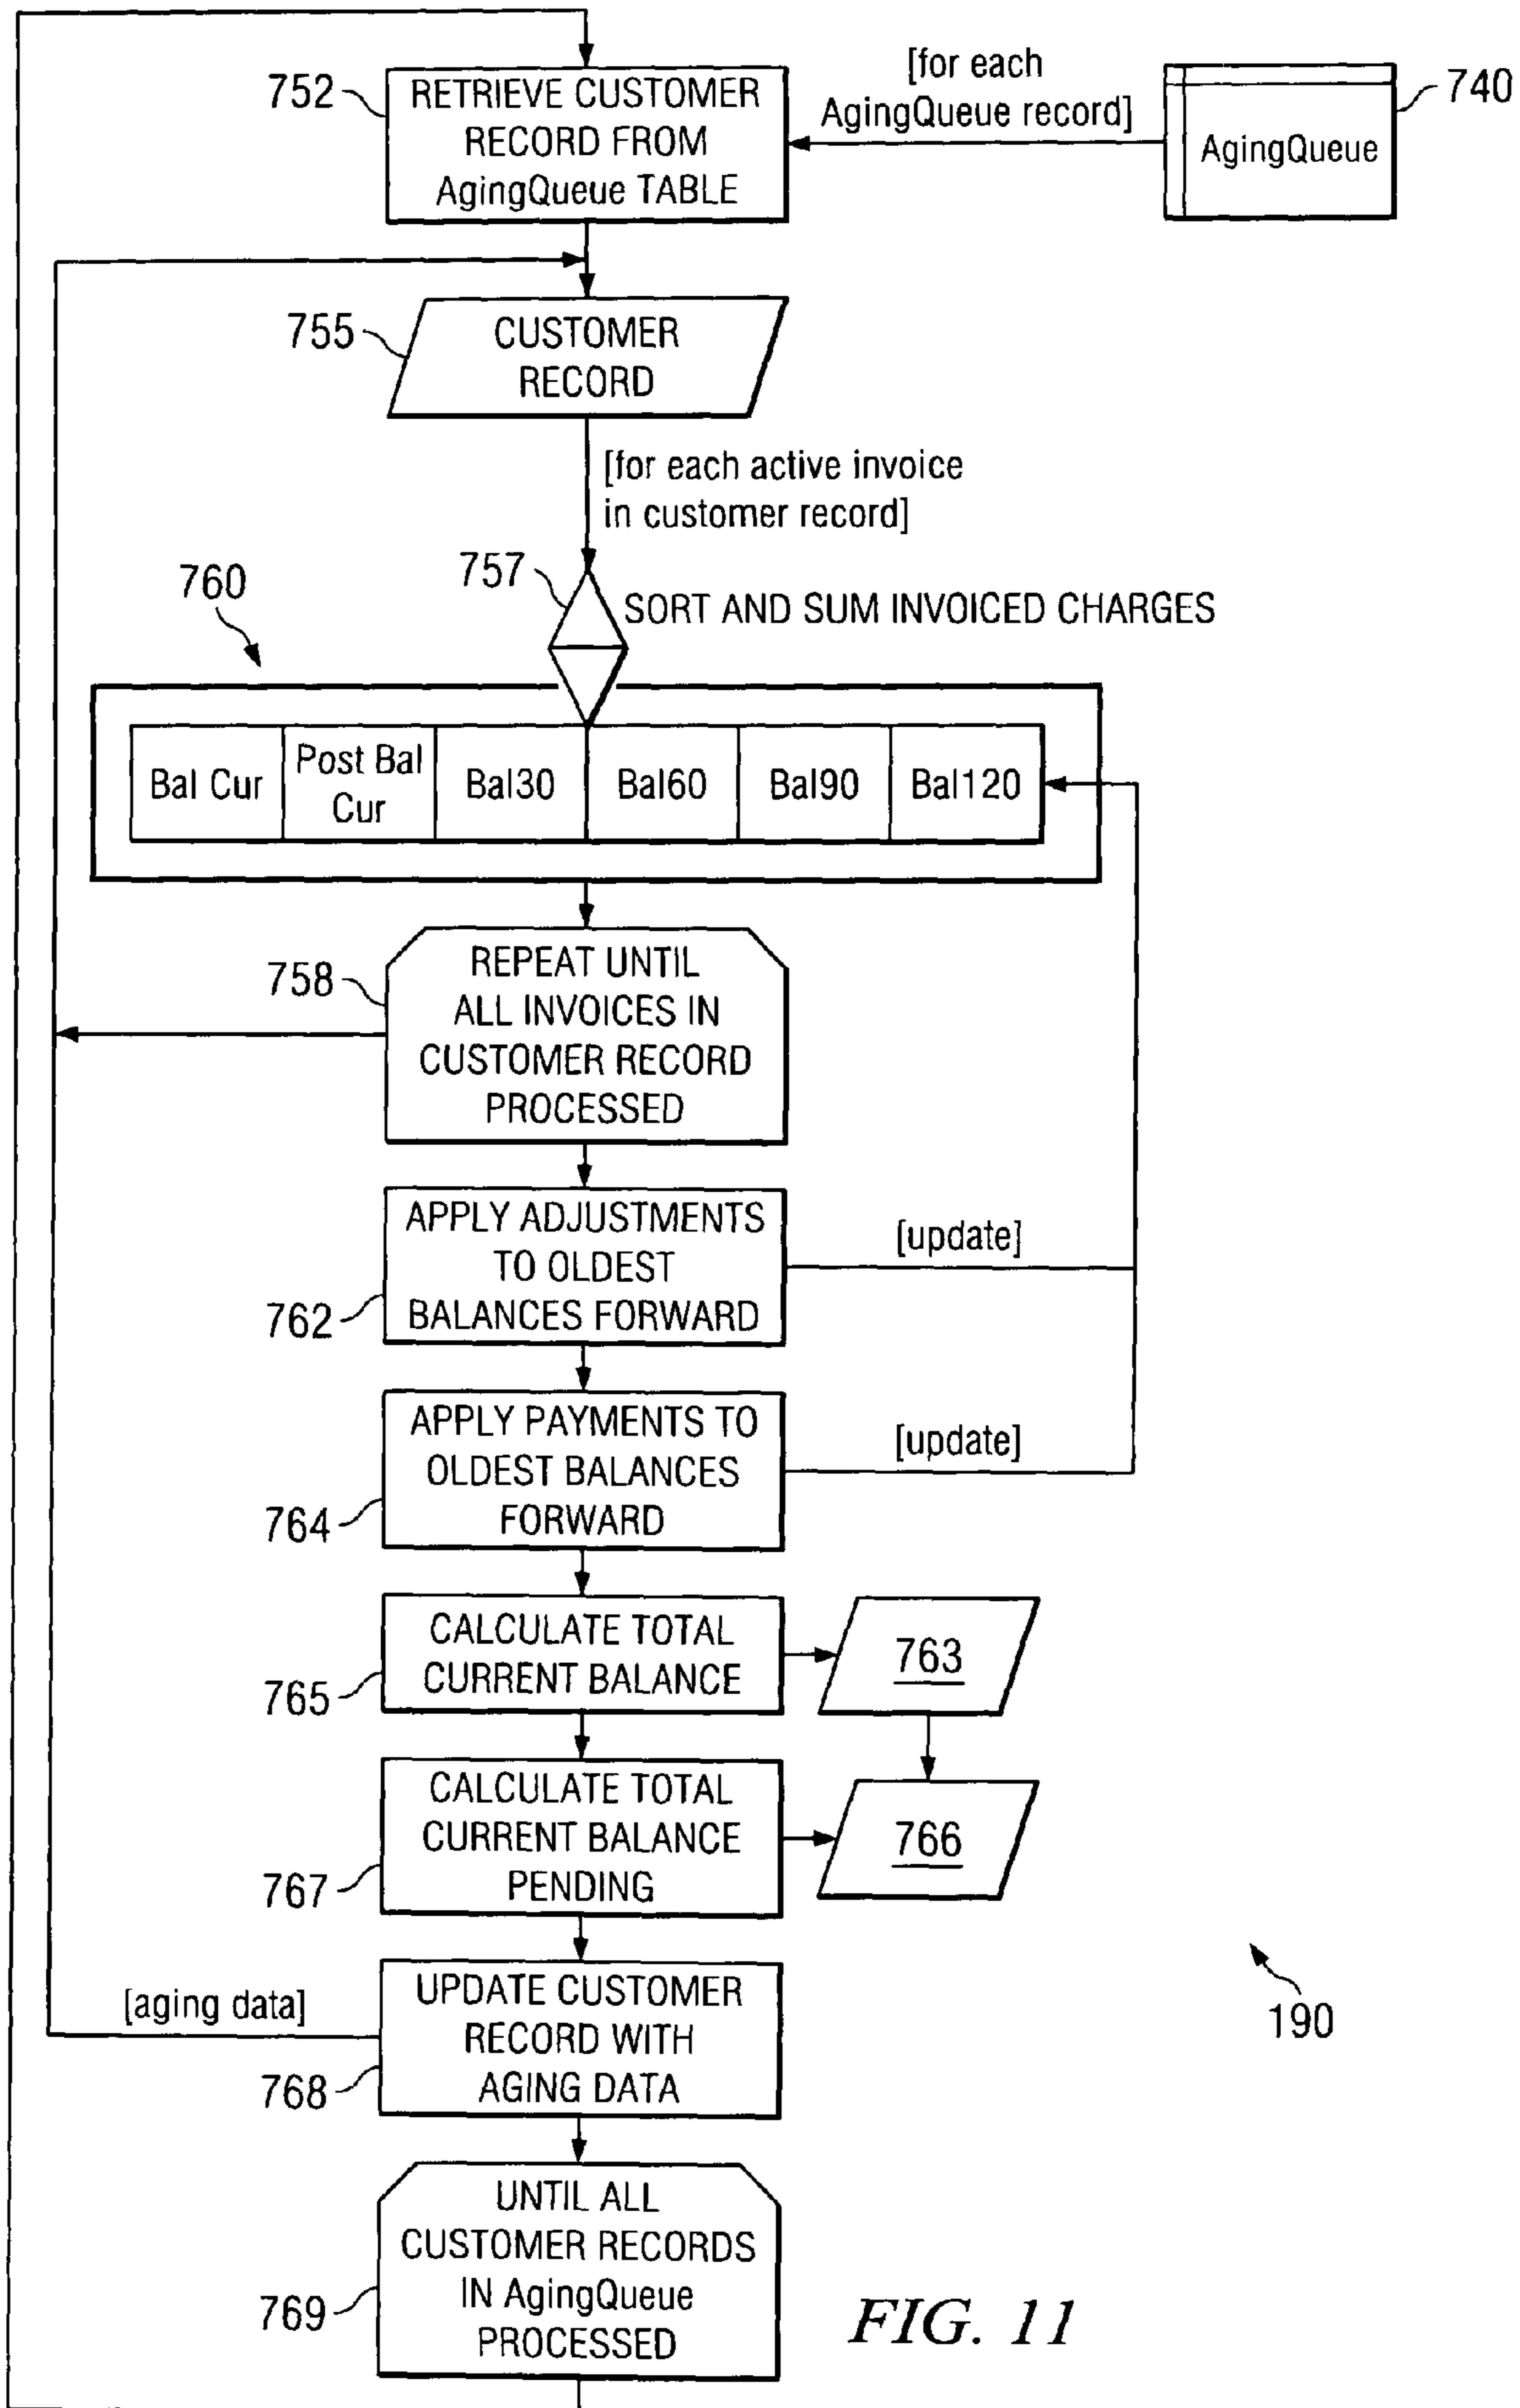 752
RETRIEVE CUSTOMER
RECORD FROM
AgingQueue TABLE
[for each
AgingQueue record]
740
AgingQueue
755
CUSTOMER
RECORD
[for each active invoice
in customer record]
757
SORT AND SUM INVOICED CHARGES
760
Bal Cur
Post Bal
Cur
Bal30
Bal60
Bal90
Bal120
758
REPEAT UNTIL
ALL INVOICES IN
CUSTOMER RECORD
PROCESSED
762
APPLY ADJUSTMENTS
TO OLDEST
BALANCES FORWARD
[update]
764
APPLY PAYMENTS TO
OLDEST BALANCES
FORWARD
[update]
765
CALCULATE TOTAL
CURRENT BALANCE
763
767
CALCULATE TOTAL
CURRENT BALANCE
PENDING
766
[aging data]
768
UPDATE CUSTOMER
RECORD WITH
AGING DATA
190
769
UNTIL ALL
CUSTOMER RECORDS
IN AgingQueue
PROCESSED
FIG. 11